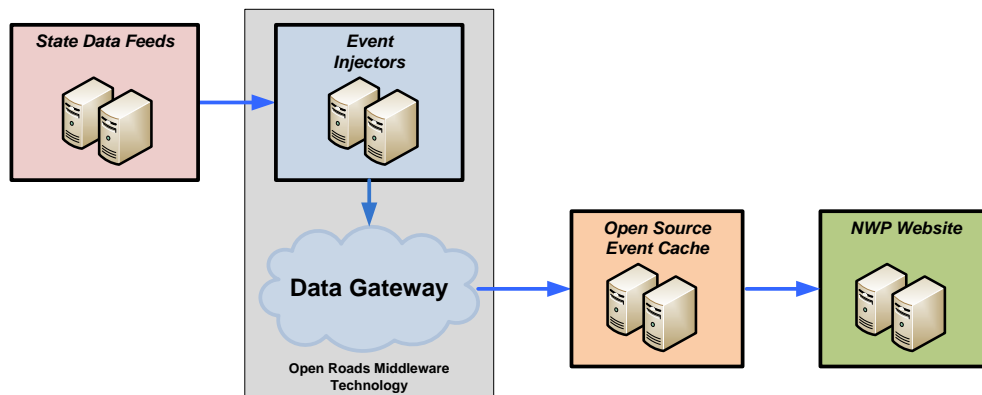 State Data Feeds
Event
Injectors
Data Gateway
Open Roads Middleware
Technology
Open Source
Event Cache
NWP Website